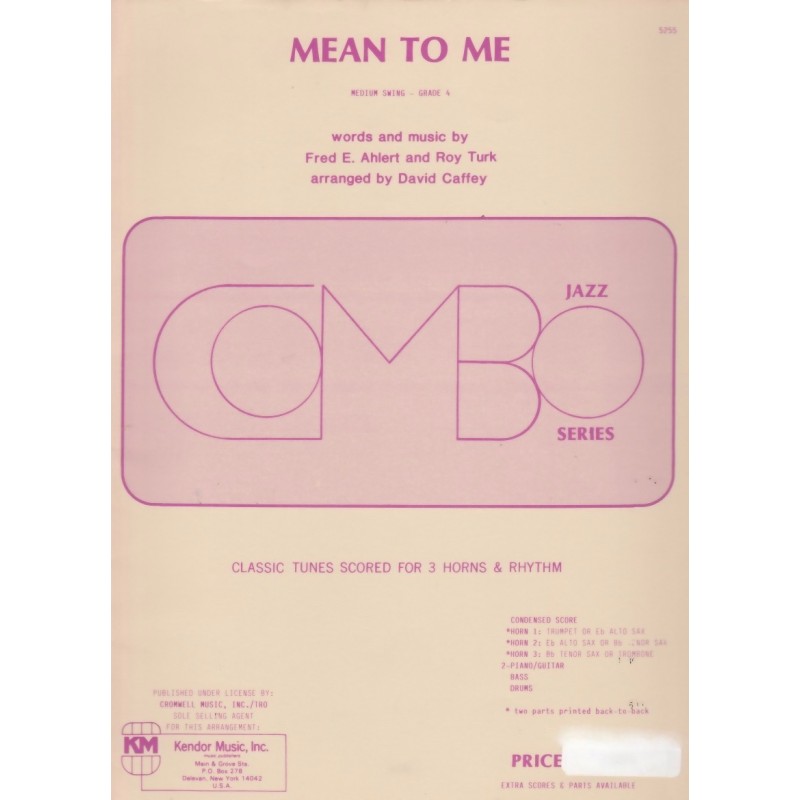 5255
MEAN TO ME
MEDIUM SWING - GRADE 4
words and music by
Fred E. Ahlert and Roy Turk
arranged by David Caffey
COMBO
JAZZ
SERIES
CLASSIC TUNES SCORED FOR 3 HORNS & RHYTHM
CONDENSED SCORE
*HORN 1: TRUMPET OR Eb ALTO SAX
*HORN 2: Eb ALTO SAX OR Bb TENOR SAX
*HORN 3: Bb TENOR SAX OR TROMBONE
2-PIANO/GUITAR
BASS
DRUMS
* two parts printed back-to-back
PUBLISHED UNDER LICENSE BY:
CROMWELL MUSIC, INC./TRO
SOLE SELLING AGENT
FOR THIS ARRANGEMENT:
KM
Kendor Music, Inc.
music publishers
Main & Grove Sts.
P.O. Box 278
Delevan, New York 14042
U.S.A.
PRICE
EXTRA SCORES & PARTS AVAILABLE